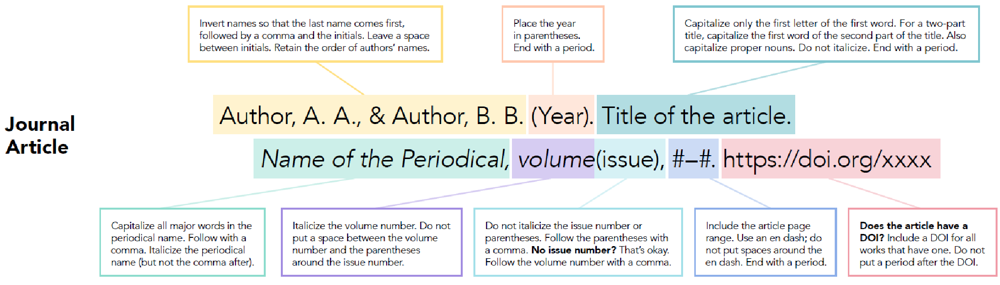 Invert names so that the last name comes first,
followed by a comma and the initials. Leave a space
between initials. Retain the order of authors’ names.
Place the year
in parentheses.
End with a period.
Capitalize only the first letter of the first word. For a two-part
title, capitalize the first word of the second part of the title. Also
capitalize proper nouns. Do not italicize. End with a period.
Journal
Article
Author, A. A., & Author, B. B. (Year). Title of the article.
Name of the Periodical, volume(issue), #–#. https://doi.org/xxxx
Capitalize all major words in the
periodical name. Follow with a
comma. Italicize the periodical
name (but not the comma after).
Italicize the volume number. Do not
put a space between the volume
number and the parentheses
around the issue number.
Do not italicize the issue number or
parentheses. Follow the parentheses with
a comma. No issue number? That’s okay.
Follow the volume number with a comma.
Include the article page
range. Use an en dash; do
not put spaces around the
en dash. End with a period.
Does the article have a
DOI? Include a DOI for all
works that have one. Do not
put a period after the DOI.